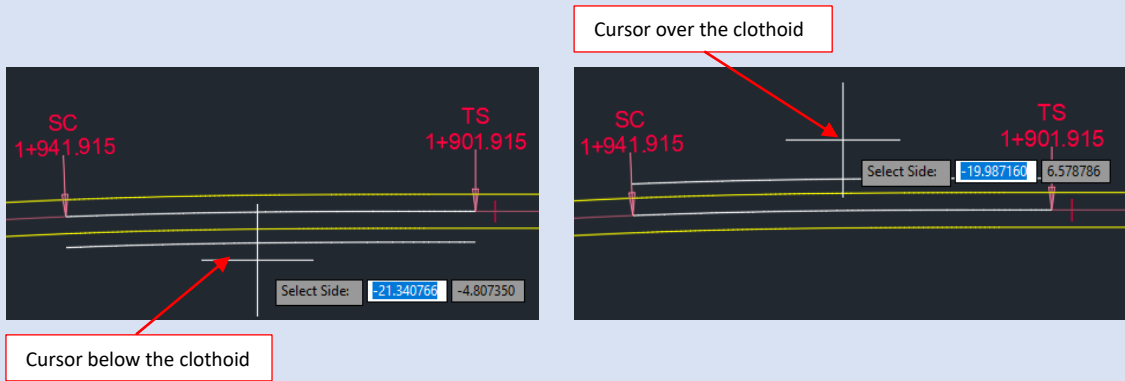 Cursor over the clothoid
SC
1+941.915
TS
1+901.915
Select Side: -21.340766 -4.807350
SC
1+941.915
TS
1+901.915
Select Side: -19.987160 6.578786
Cursor below the clothoid